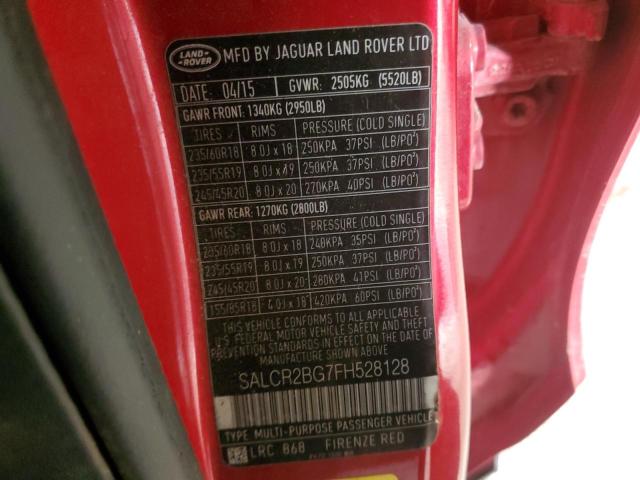 LAND-
ROVER
MFD BY JAGUAR LAND ROVER LTD
DATE: 04/15 GVWR: 2505KG (5520LB)
GAWR FRONT: 1340KG (2950LB)
TIRES RIMS PRESSURE (COLD SINGLE)
235/60R18 8.0J x 18 250KPA 37PSI (LB/PO²)
235/55R19 8.0J x 19 250KPA 37PSI (LB/PO²)
245/45R20 8.0J x 20 270KPA 40PSI (LB/PO²)
GAWR REAR: 1270KG (2800LB)
TIRES RIMS PRESSURE (COLD SINGLE)
235/60R18 8.0J x 18 240KPA 35PSI (LB/PO²)
235/55R19 8.0J x 19 250KPA 37PSI (LB/PO²)
245/45R20 8.0J x 20 280KPA 41PSI (LB/PO²)
155/85R18 4.0J x 18 420KPA 60PSI (LB/PO²)
THIS VEHICLE CONFORMS TO ALL APPLICABLE
U.S. FEDERAL MOTOR VEHICLE SAFETY AND THEFT
PREVENTION STANDARDS IN EFFECT ON THE DATE
OF MANUFACTURE SHOWN ABOVE.
SALCR2BG7FH528128
TYPE: MULTI-PURPOSE PASSENGER VEHICLE
LRC 868 FIRENZE RED